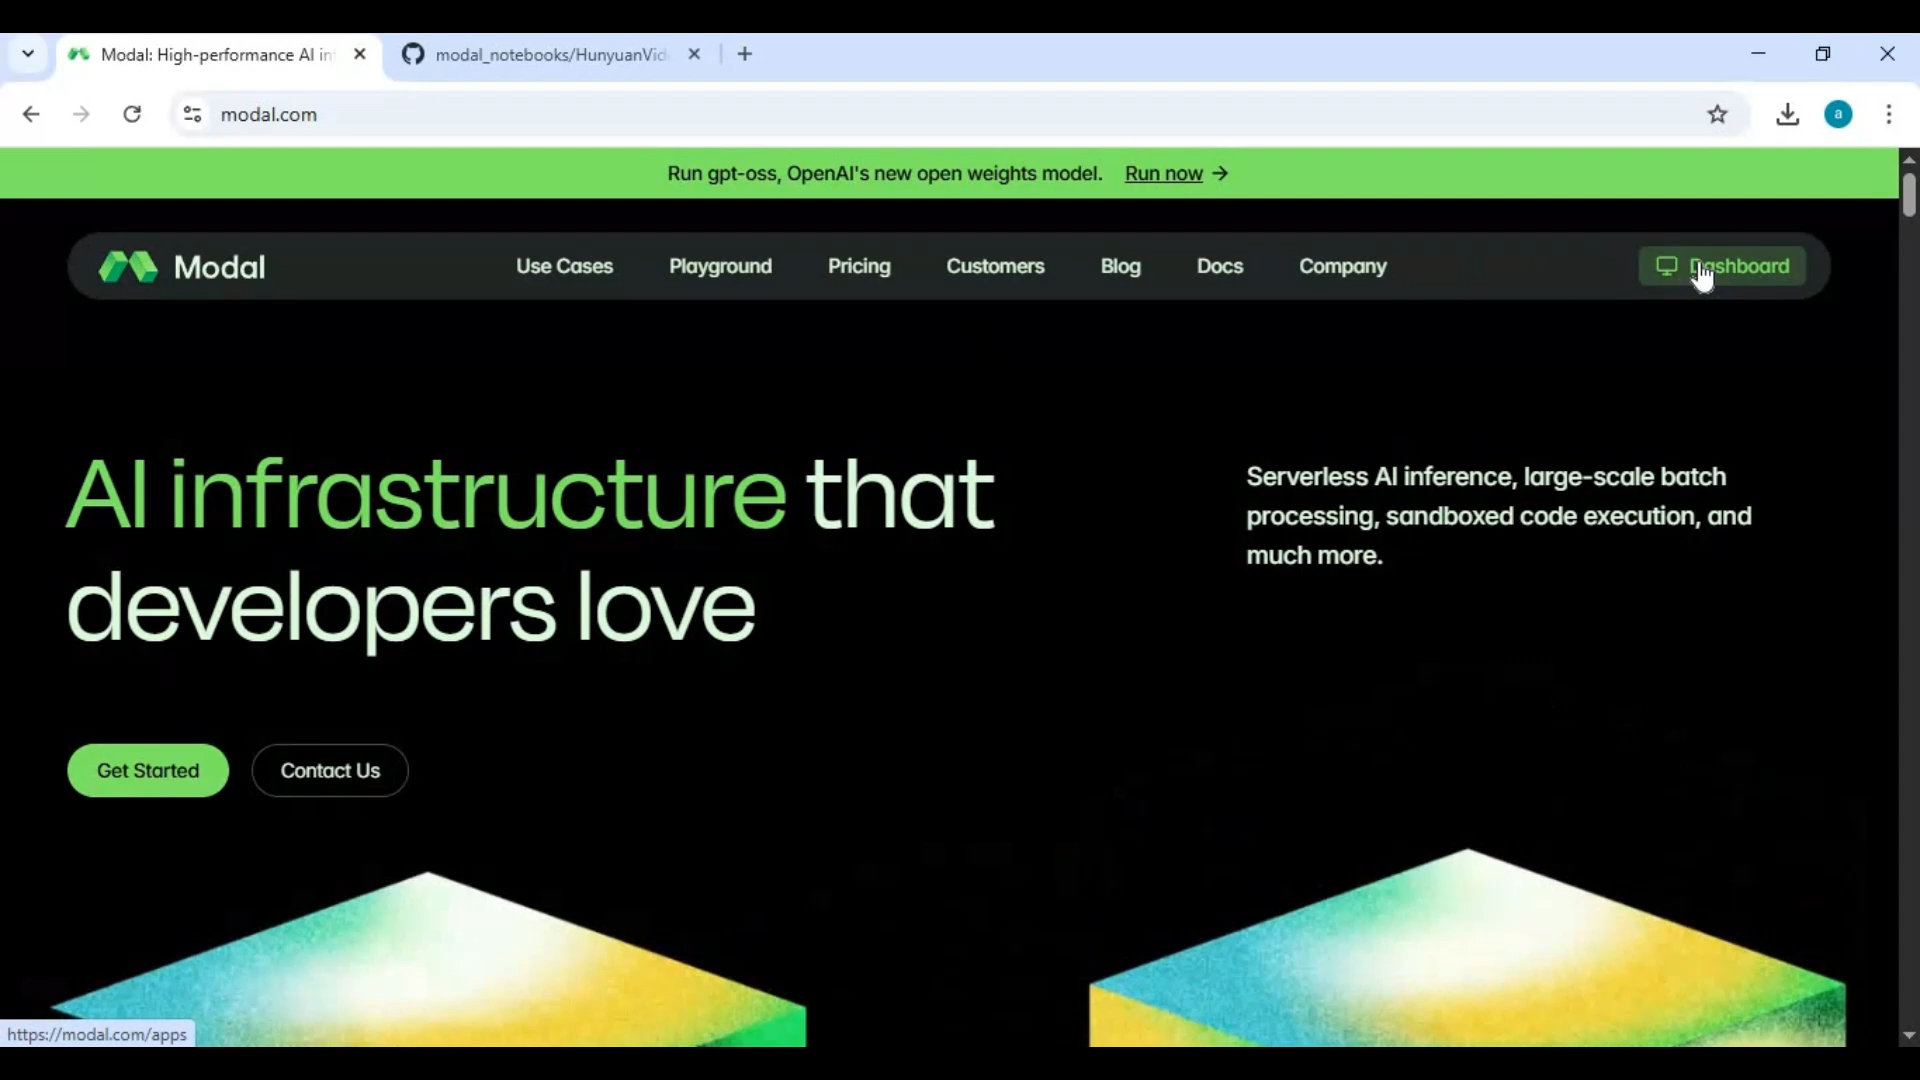 Modal: High-performance AI in
modal_notebooks/HunyuanVid
modal.com
a
Run gpt-oss, OpenAI's new open weights model. Run now →
Modal
Use Cases
Playground
Pricing
Customers
Blog
Docs
Company
Dashboard
AI infrastructure that
developers love
Serverless AI inference, large-scale batch
processing, sandboxed code execution, and
much more.
Get Started
Contact Us
https://modal.com/apps